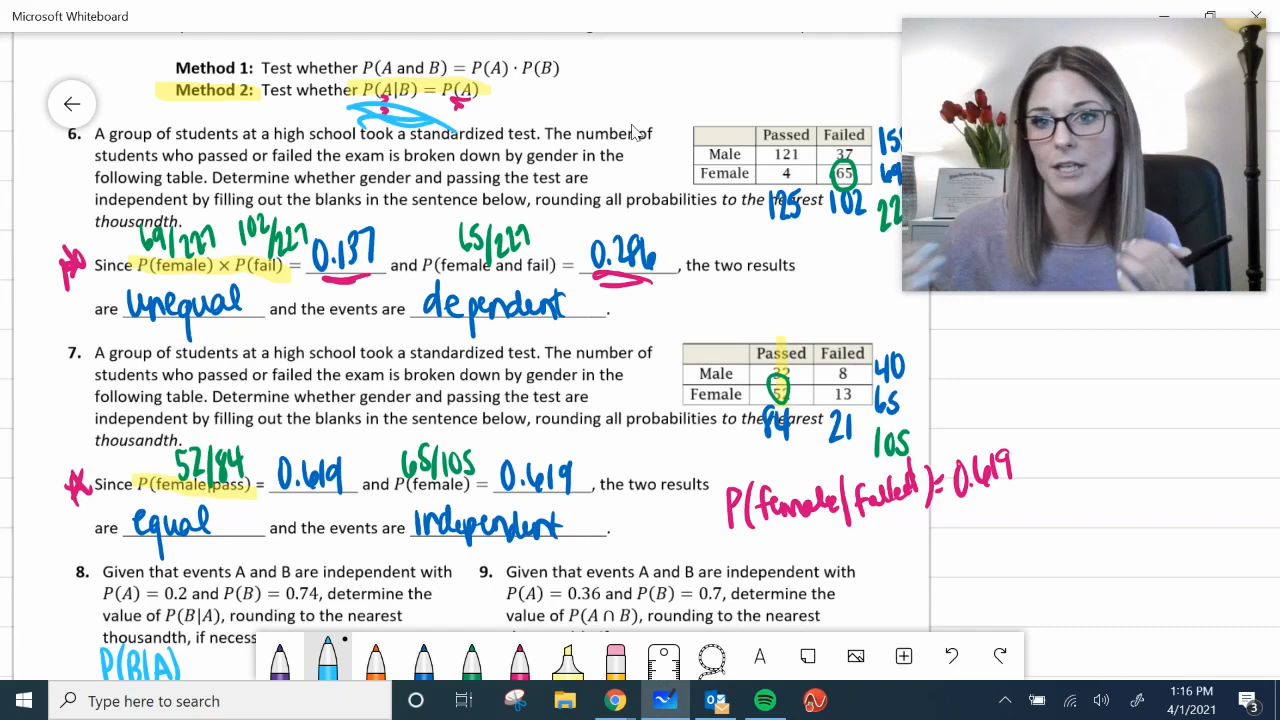 Microsoft Whiteboard
Method 1: Test whether P(A and B) = P(A) · P(B)
Method 2: Test whether P(A|B) = P(A)
6. A group of students at a high school took a standardized test. The number of
students who passed or failed the exam is broken down by gender in the
following table. Determine whether gender and passing the test are
independent by filling out the blanks in the sentence below, rounding all probabilities to the nearest
thousandth.
Passed Failed
Male 121 37
Female 4 65 69
125 102
69/227 102/227 65/227
Since P(female) × P(fail) = 0.137 and P(female and fail) = 0.286, the two results
are unequal and the events are dependent.
7. A group of students at a high school took a standardized test. The number of
students who passed or failed the exam is broken down by gender in the
following table. Determine whether gender and passing the test are
independent by filling out the blanks in the sentence below, rounding all probabilities to the nearest
thousandth.
Passed Failed
Male 32 8 40
Female 52 13 65
84 21 105
52/84 65/105
Since P(female|pass) = 0.619 and P(female) = 0.619, the two results
P(female/failed) = 0.619
are equal and the events are independent.
8. Given that events A and B are independent with
P(A) = 0.2 and P(B) = 0.74, determine the
value of P(B|A), rounding to the nearest
thousandth, if
P(B|A)
9. Given that events A and B are independent with
P(A) = 0.36 and P(B) = 0.7, determine the
value of P(A ∩ B), rounding to the nearest
A
Type here to search
1:16 PM
4/1/2021
3